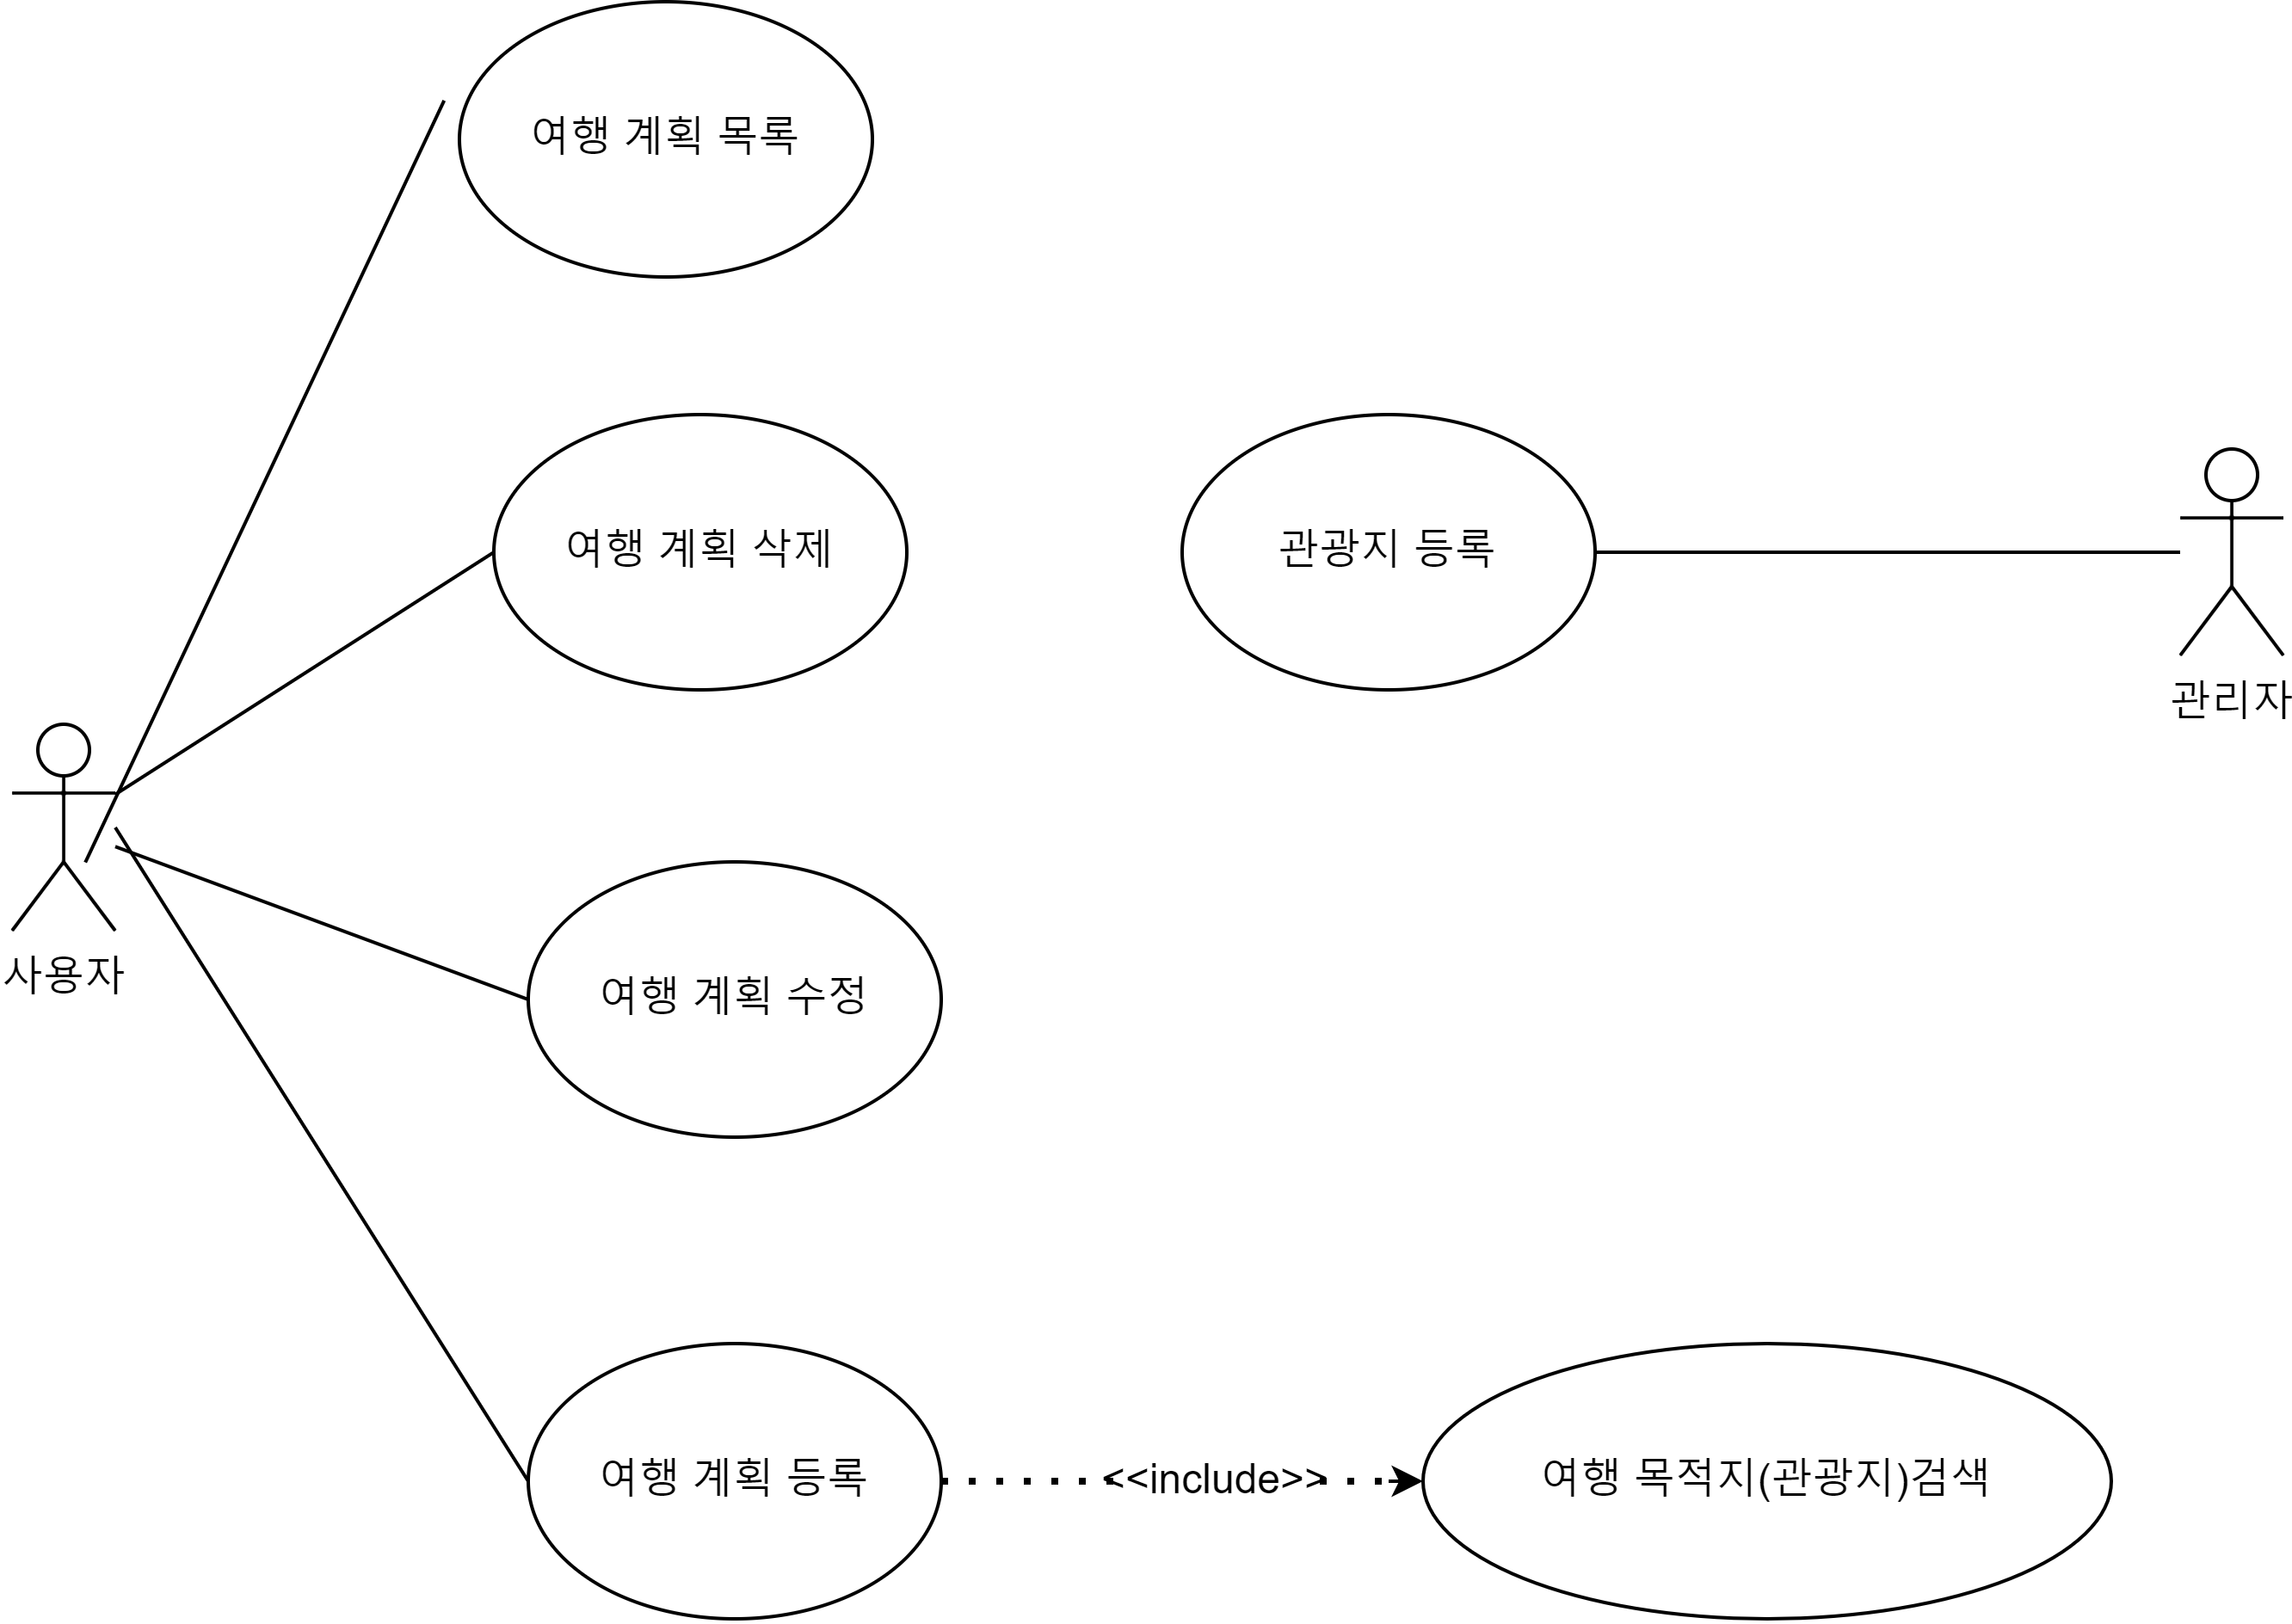 여행 계획 목록
여행 계획 삭제
관광지 등록
관리자
사용자
여행 계획 수정
여행 계획 등록
<<include>>
여행 목적지(관광지)검색